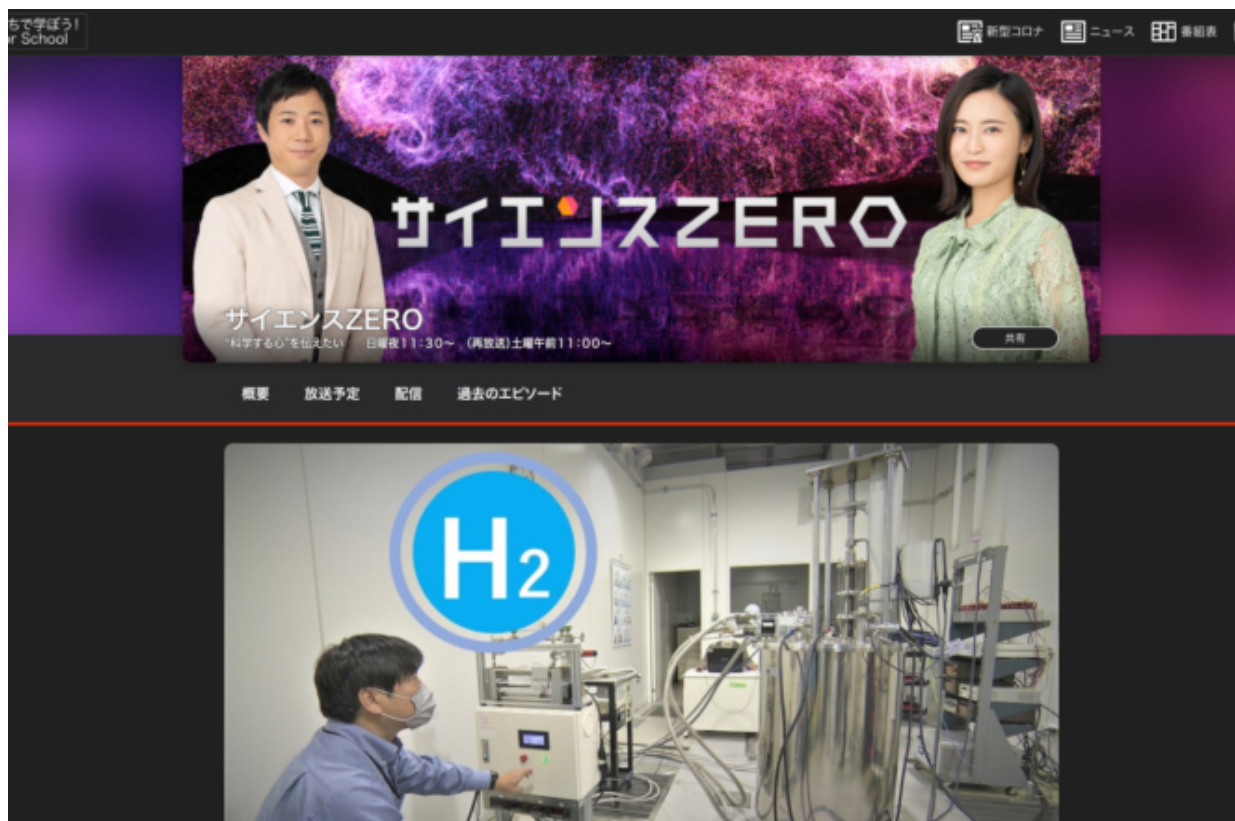 ちで学ぼう!
r School
新型コロナ
ニュース
番組表
サイエンスZERO
サイエンスZERO
"科学する心"を伝えたい 日曜夜11:30~ (再放送)土曜午前11:00~
共有
概要 放送予定 配信 過去のエピソード
H2